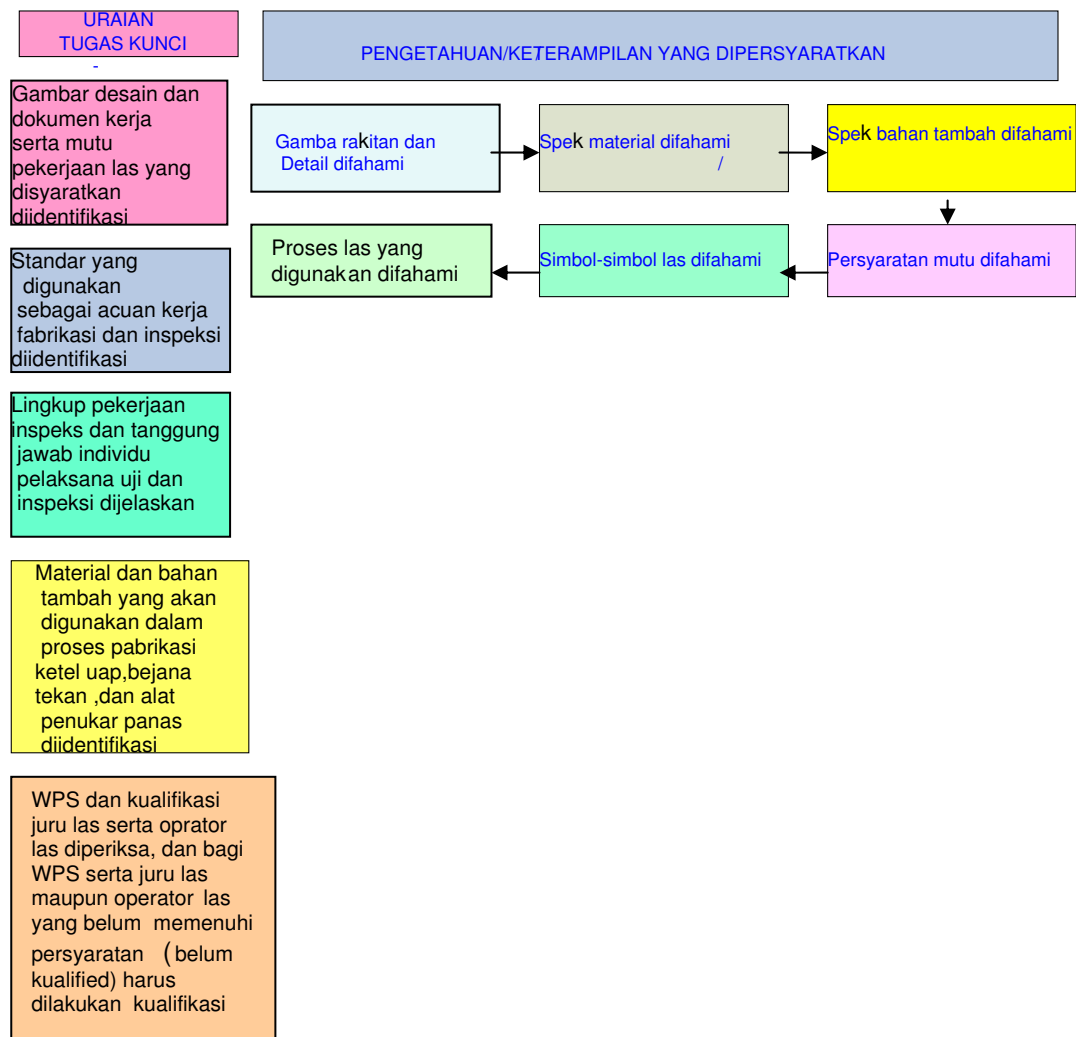 URAIAN
TUGAS KUNCI
-
PENGETAHUAN/KETERAMPILAN YANG DIPERSYARATKAN
Gambar desain dan
dokumen kerja
serta mutu
pekerjaan las yang
disyaratkan
diidentifikasi
Gamba rakitan dan
Detail difahami
Spek material difahami
/
Spek bahan tambah difahami
Persyaratan mutu difahami
Simbol-simbol las difahami
Proses las yang
digunakan difahami
Standar yang
digunakan
sebagai acuan kerja
fabrikasi dan inspeksi
diidentifikasi
Lingkup pekerjaan
inspeks dan tanggung
jawab individu
pelaksana uji dan
inspeksi dijelaskan
Material dan bahan
tambah yang akan
digunakan dalam
proses pabrikasi
ketel uap,bejana
tekan ,dan alat
penukar panas
diidentifikasi
WPS dan kualifikasi
juru las serta oprator
las diperiksa, dan bagi
WPS serta juru las
maupun operator las
yang belum memenuhi
persyaratan (belum
kualified) harus
dilakukan kualifikasi